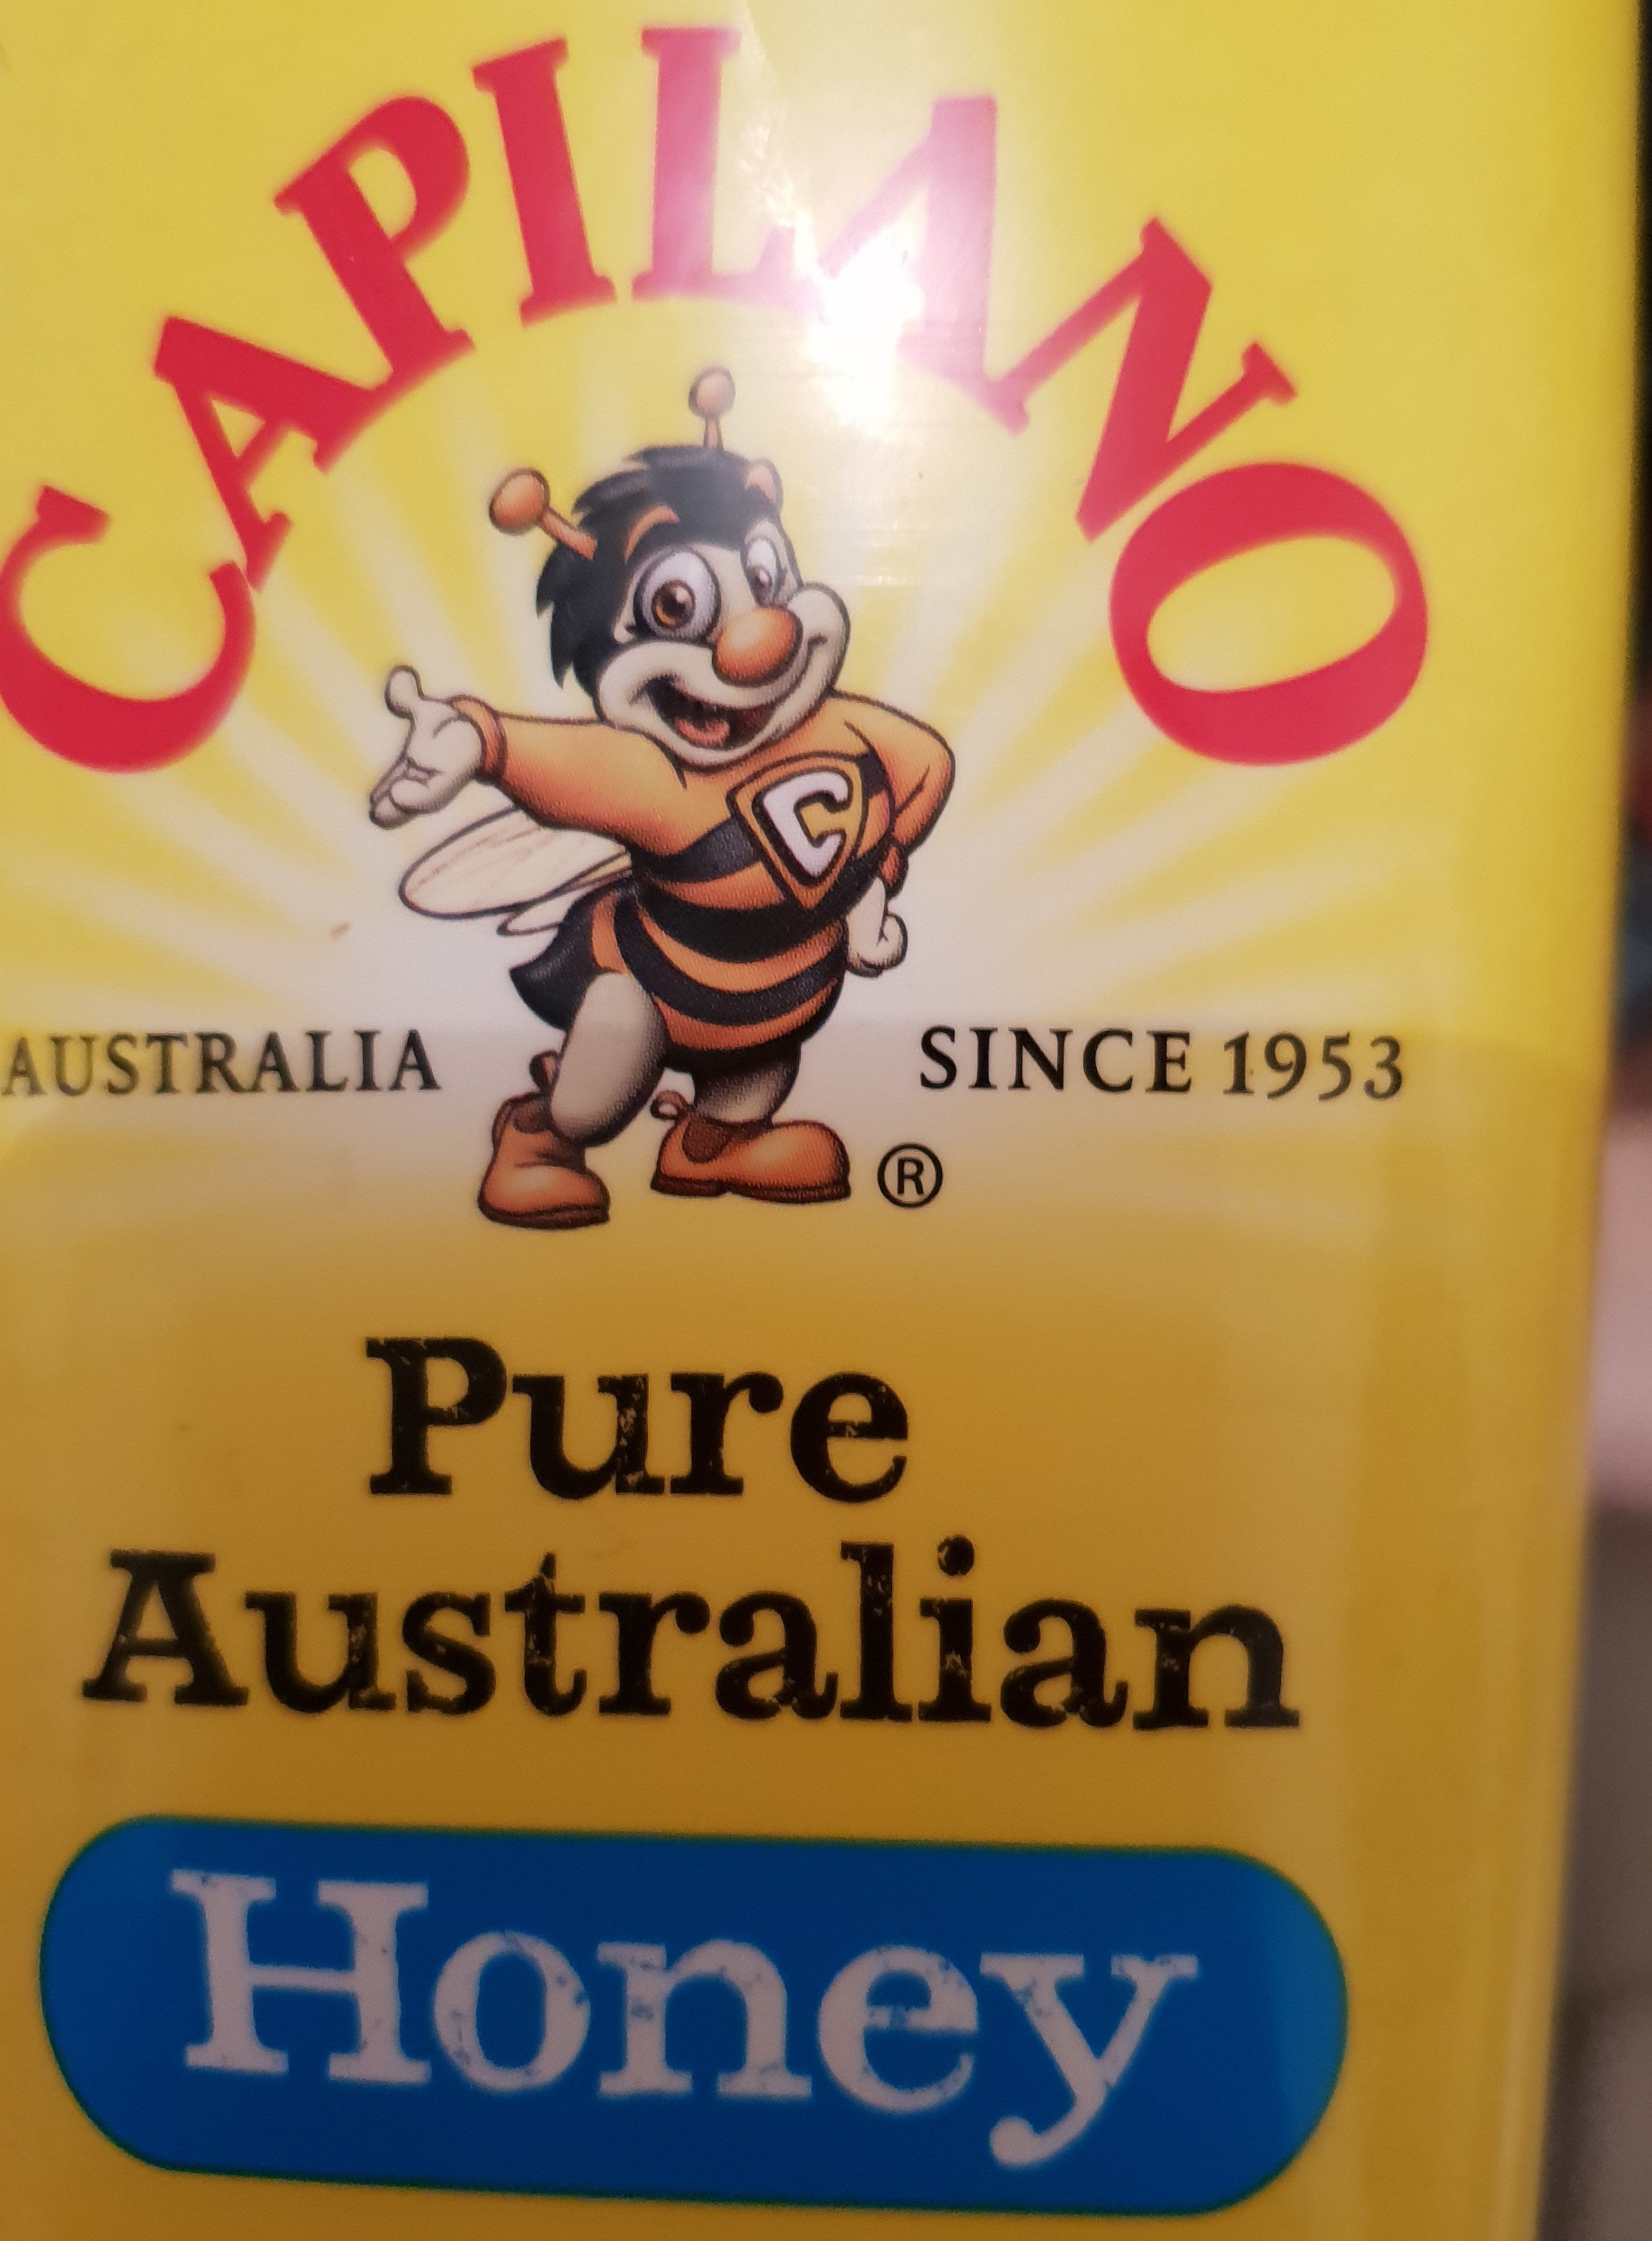 CAPILANO
C
AUSTRALIA SINCE 1953
®
Pure
Australian
Honey